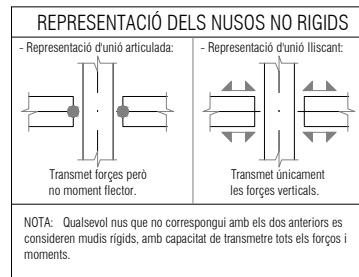 REPRESENTACIÓ DELS NUSOS NO RIGIDS
- Representació d'unió articulada:
Transmet forçes però
no moment flector.
- Representació d'unió lliscant:
Transmet únicament
les forçes verticals.
NOTA: Qualsevol nus que no correspongui amb els dos anteriors es
consideren mudis rígids, amb capacitat de transmetre tots els forços i
moments.